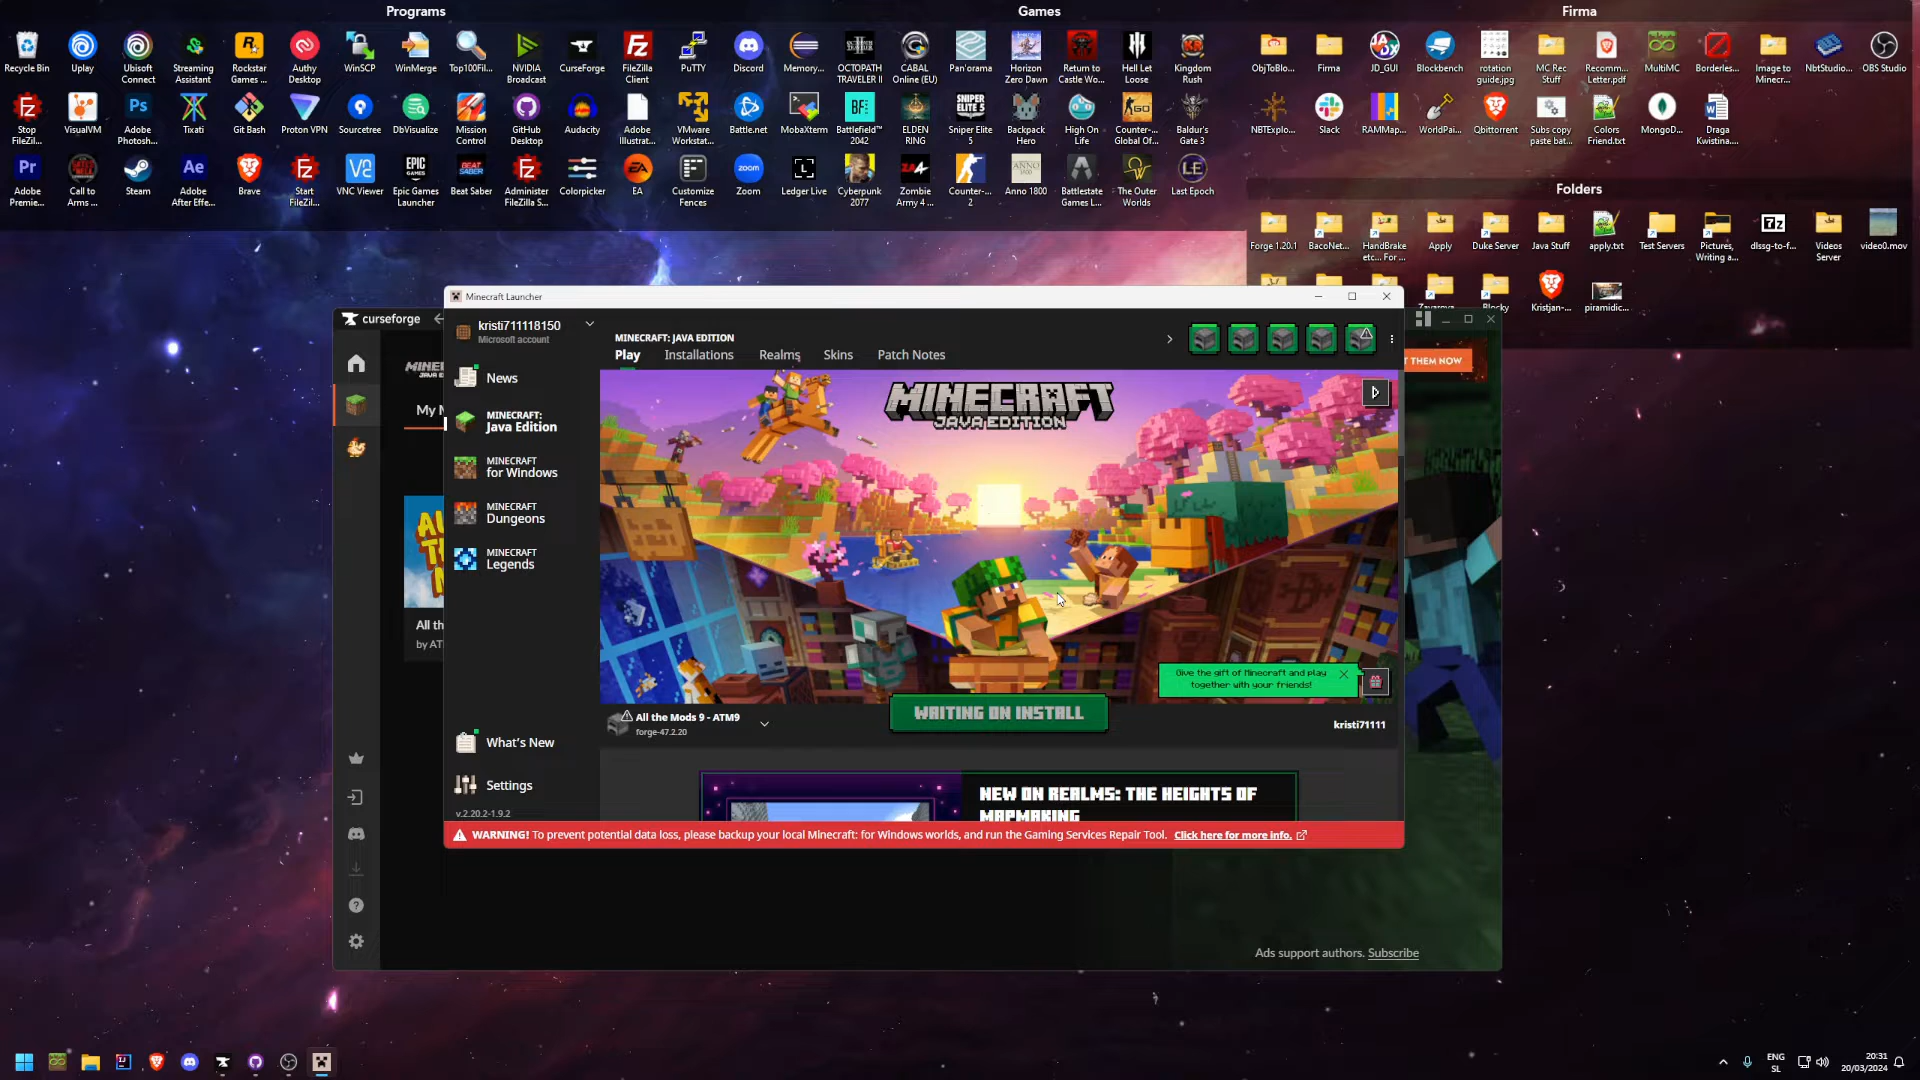 Programs
Games
Firma
Recycle Bin
Uplay
Ubisoft
Connect
Streaming
Assistant
Rockstar
Games ...
Authy
Desktop
WinSCP
WinMerge
Top100Fil...
NVIDIA
Broadcast
CurseForge
FileZilla
Client
PuTTY
Discord
Memory...
OCTOPATH
TRAVELER II
CABAL
Online (EU)
Pan'orama
Horizon
Zero Dawn
Return to
Castle Wo...
Hell Let
Loose
Kingdom
Rush
ObjToBlo...
Firma
JD_GUI
Blockbench
rotation
guide.jpg
MC Rec
Stuff
Recomm...
Letter.pdf
MultiMC
Borderles...
Image to
Minecr...
NbtStudio...
OBS Studio
Stop
FileZil...
VisualVM
Adobe
Photosh...
Tixati
Git Bash
Proton VPN
Sourcetree
DbVisualize
Mission
Control
GitHub
Desktop
Audacity
Adobe
Illustrat...
VMware
Workstat...
Battle.net
MobaXterm
Battlefield™
2042
ELDEN
RING
Sniper Elite
5
Backpack
Hero
High On
Life
Counter-...
Global Of...
Baldur's
Gate 3
NBTExplo...
Slack
RAMMap...
WorldPai...
Qbittorrent
Subs copy
paste bat...
Colors
Friend.txt
MongoD...
Draga
Kwistina...
Adobe
Premie...
Call to
Arms ...
Steam
Adobe
After Effe...
Brave
Start
FileZil...
VNC Viewer
Epic Games
Launcher
Beat Saber
Administer
FileZilla S...
Colorpicker
EA
Customize
Fences
Zoom
Ledger Live
Cyberpunk
2077
Zombie
Army 4 ...
Counter-...
2
Anno 1800
Battlestate
Games L...
The Outer
Worlds
Last Epoch
Folders
Forge 1.20.1
BacoNet...
HandBrake
etc... For ...
Apply
Duke Server
Java Stuff
apply.txt
Test Servers
Pictures,
Writing a...
dlssg-to-f...
Videos
Server
video0.mov
Zavarova...
Blocky
Kristjan-...
piramidic...
Minecraft Launcher
curseforge
kristi711118150
Microsoft account
MINECRAFT: JAVA EDITION
Play
Installations
Realms
Skins
Patch Notes
T THEM NOW
News
MINECRAFT:
Java Edition
MINECRAFT
for Windows
MINECRAFT
Dungeons
MINECRAFT
Legends
MINECRAFT
JAVA EDITION
My M
All th
by AT
Give the gift of Minecraft and play
together with your friends!
All the Mods 9 - ATM9
forge-47.2.20
WAITING ON INSTALL
kristi71111
What's New
Settings
v.2.20.2-1.9.2
NEW ON REALMS: THE HEIGHTS OF
MAPMAKING
WARNING! To prevent potential data loss, please backup your local Minecraft: for Windows worlds, and run the Gaming Services Repair Tool. Click here for more info.
Ads support authors. Subscribe
ENG
SL
20:31
20/03/2024